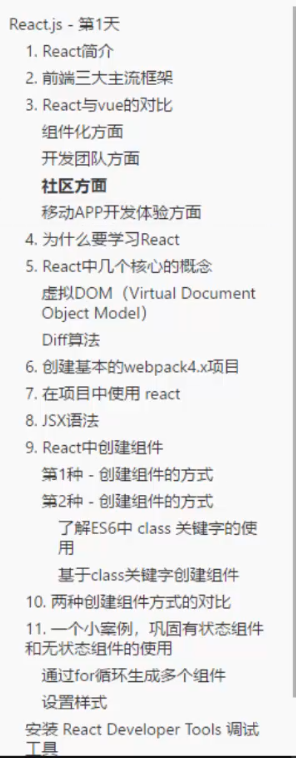 React.js - 第1天
1. React简介
2. 前端三大主流框架
3. React与vue的对比
组件化方面
开发团队方面
社区方面
移动APP开发体验方面
4. 为什么要学习React
5. React中几个核心的概念
虚拟DOM（Virtual Document
Object Model）
Diff算法
6. 创建基本的webpack4.x项目
7. 在项目中使用 react
8. JSX语法
9. React中创建组件
第1种 - 创建组件的方式
第2种 - 创建组件的方式
了解ES6中 class 关键字的使
用
基于class关键字创建组件
10. 两种创建组件方式的对比
11. 一个小案例，巩固有状态组件
和无状态组件的使用
通过for循环生成多个组件
设置样式
安装 React Developer Tools 调试
工具